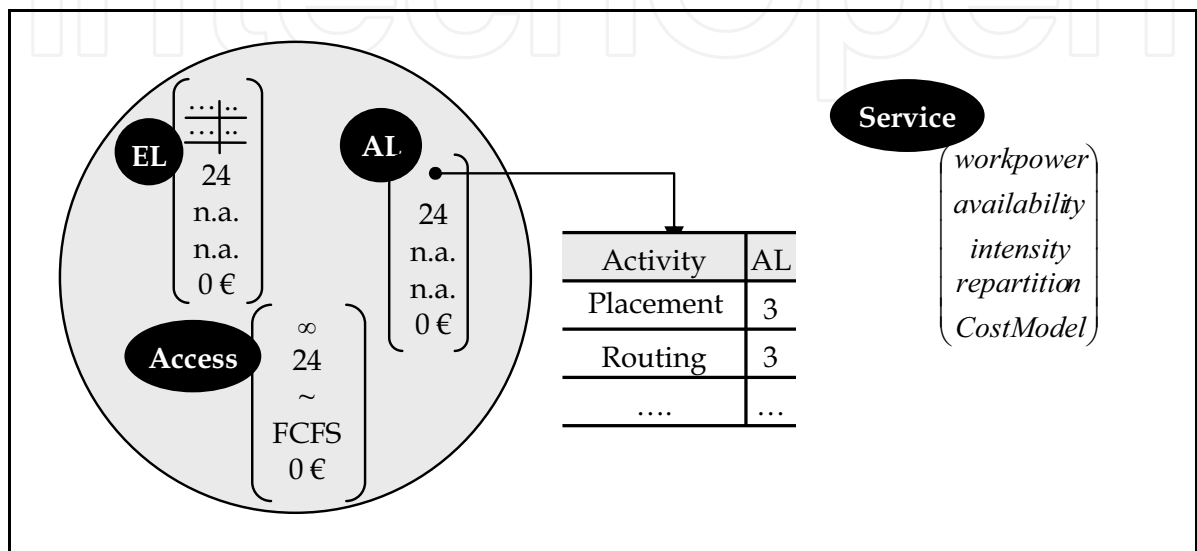 IntechOpen
EL
... ..
... ..
24
n.a.
n.a.
0 €
AL
24
n.a.
n.a.
0 €
Access
∞
24
~
FCFS
0 €
Activity AL
Placement 3
Routing 3
.... ...
Service
workpower
availability
intensity
repartition
CostModel